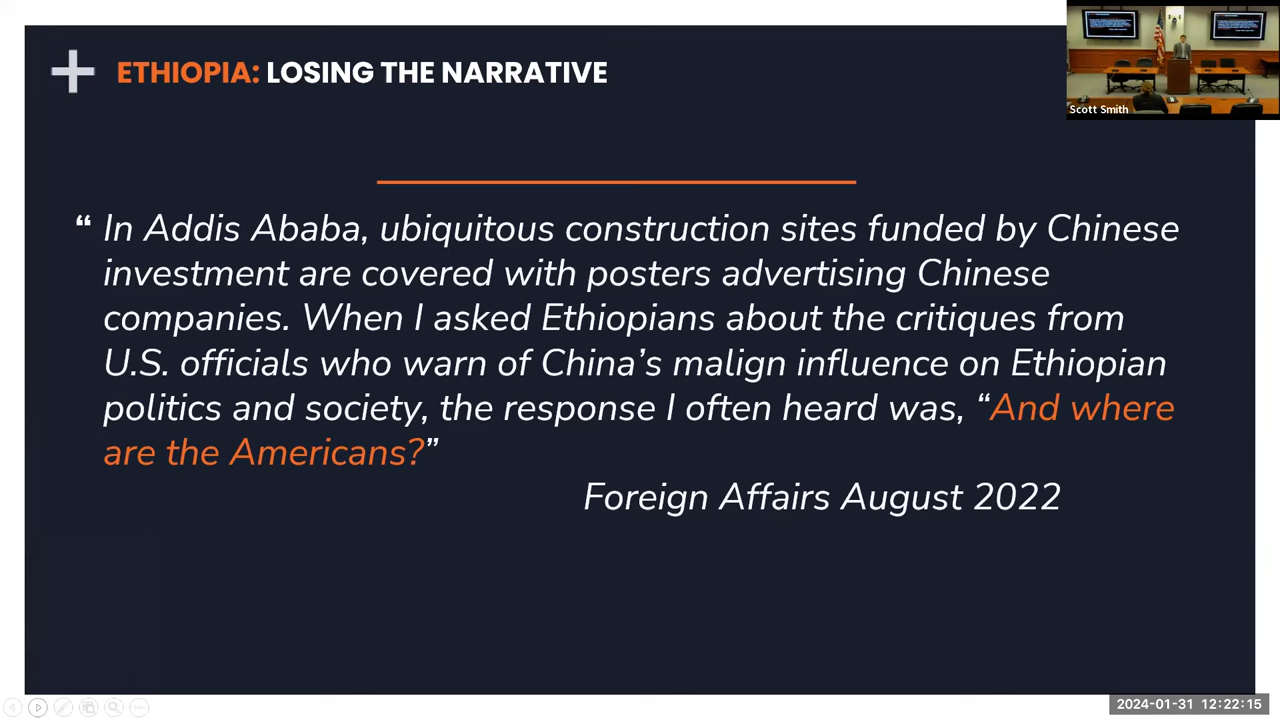 ETHIOPIA: LOSING THE NARRATIVE
Scott Smith
“ In Addis Ababa, ubiquitous construction sites funded by Chinese
investment are covered with posters advertising Chinese
companies. When I asked Ethiopians about the critiques from
U.S. officials who warn of China’s malign influence on Ethiopian
politics and society, the response I often heard was, “And where
are the Americans?”
Foreign Affairs August 2022
2024-01-31 12:22:15